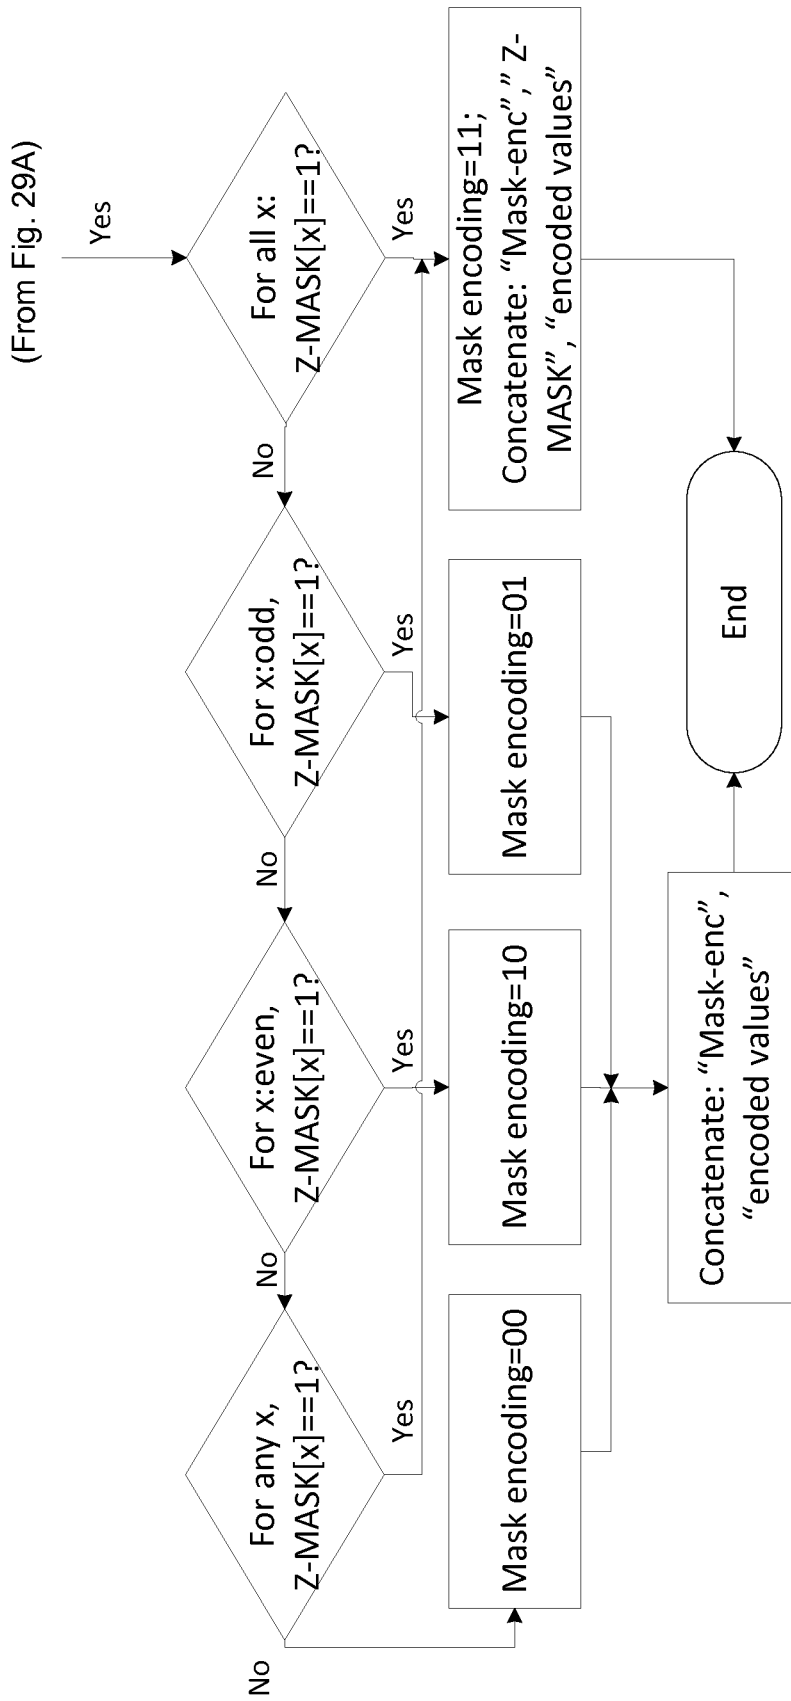 (From Fig. 29A)
Yes
For all x:
Z-MASK[x]==1?
No
Yes
For x:odd,
Z-MASK[x]==1?
No
Yes
For x:even,
Z-MASK[x]==1?
No
Yes
For any x,
Z-MASK[x]==1?
No
Yes
Mask encoding=00
Mask encoding=10
Mask encoding=01
Mask encoding=11;
Concatenate: “Mask-enc”,” Z-
MASK”, “encoded values”
Concatenate: “Mask-enc”,
“encoded values”
End